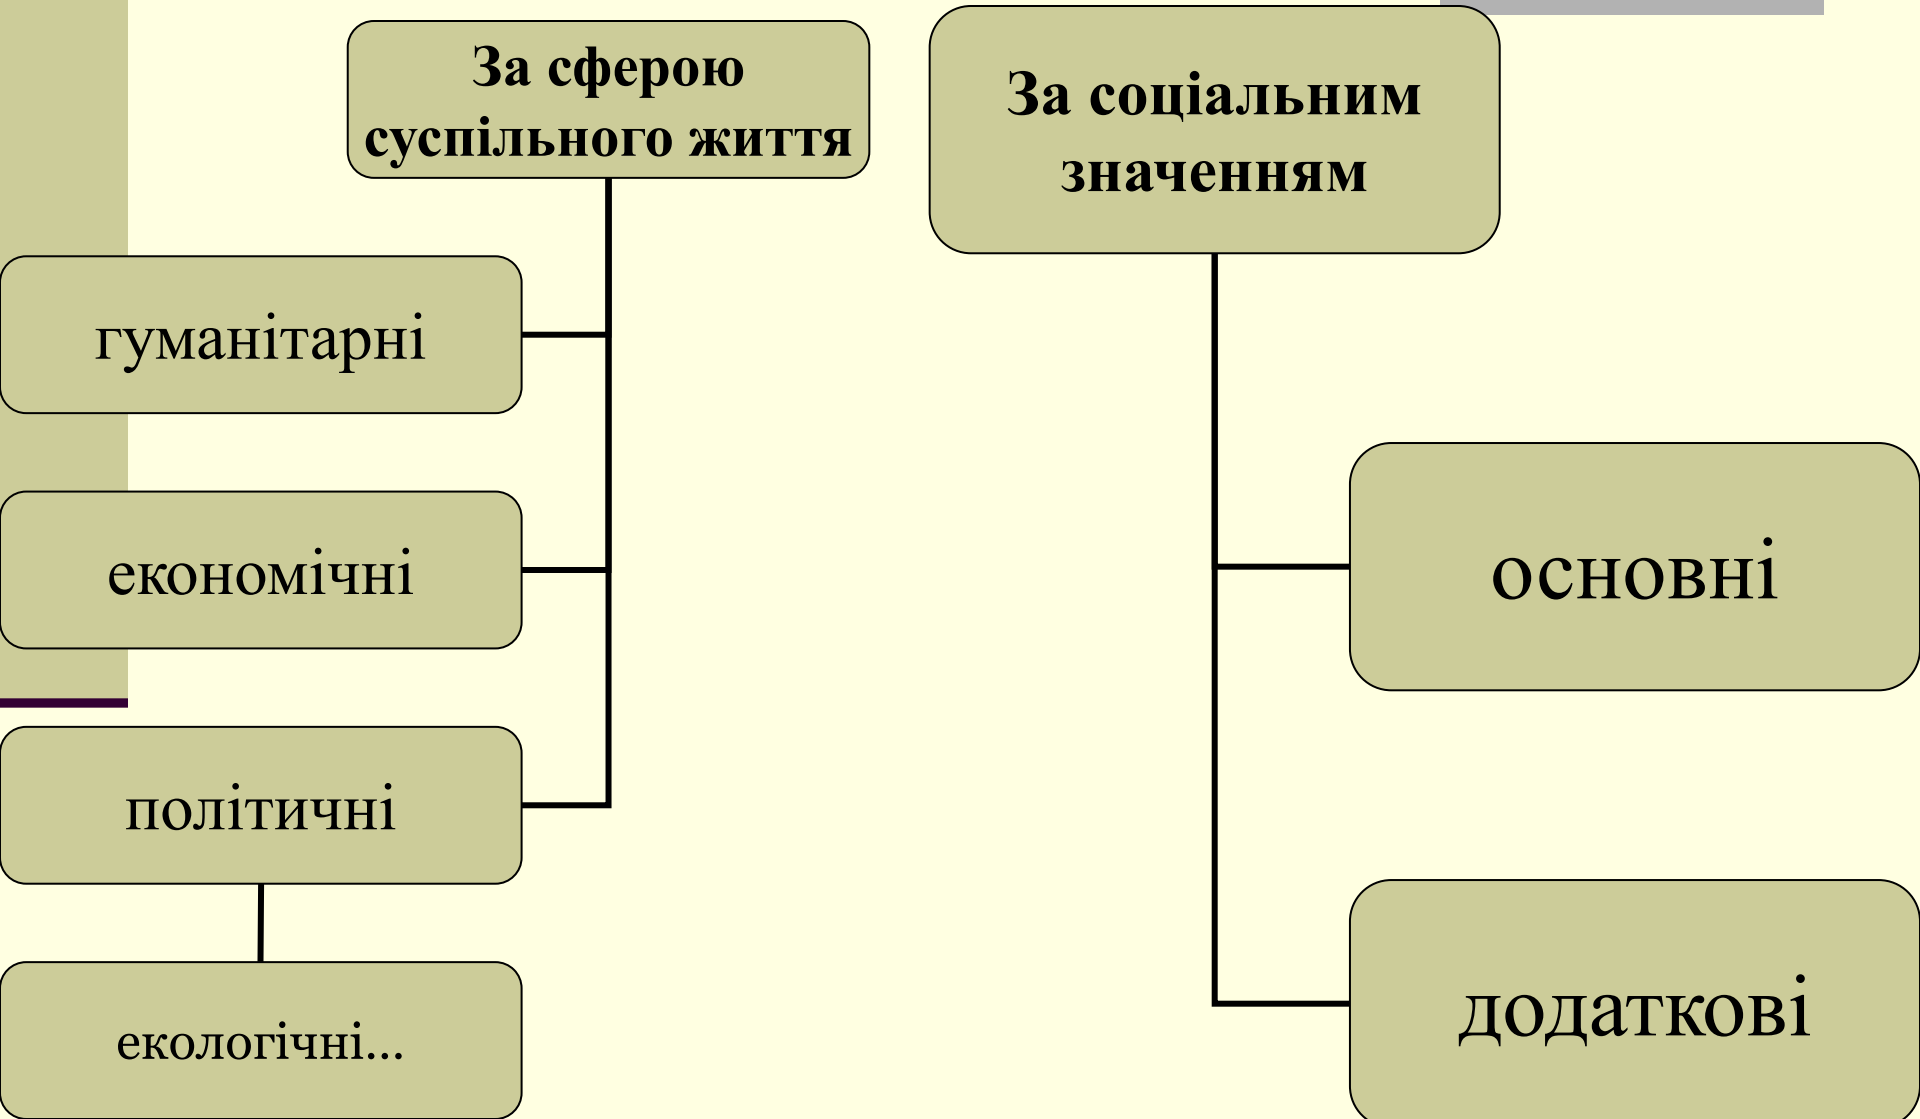 За сферою
суспільного життя
гуманітарні
економічні
політичні
екологічні...
За соціальним
значенням
основні
додаткові